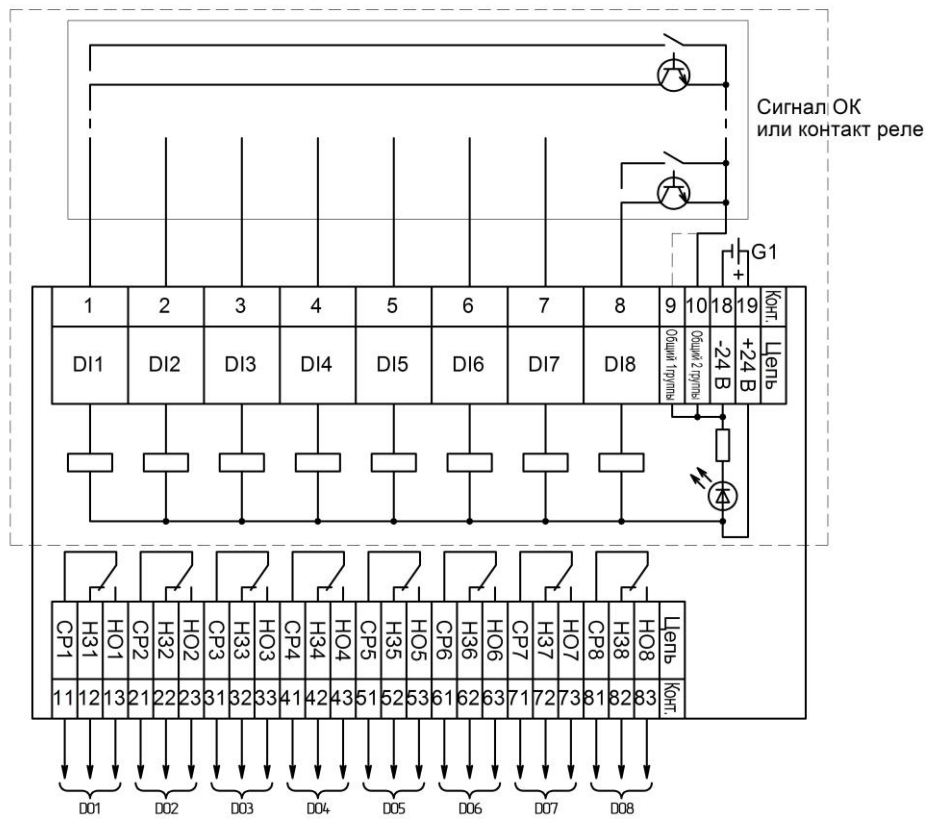 Сигнал ОК
или контакт реле
G1
+
1 2 3 4 5 6 7 8 9 10 18 19 Конт.
DI1 DI2 DI3 DI4 DI5 DI6 DI7 DI8 Общий 1группы Общий 2 группы -24 В +24 В Цепь
СР1 НЗ1 НО1 СР2 НЗ2 НО2 СР3 НЗ3 НО3 СР4 НЗ4 НО4 СР5 НЗ5 НО5 СР6 НЗ6 НО6 СР7 НЗ7 НО7 СР8 НЗ8 НО8 Цепь
11 12 13 21 22 23 31 32 33 41 42 43 51 52 53 61 62 63 71 72 73 81 82 83 Конт.
DO1 DO2 DO3 DO4 DO5 DO6 DO7 DO8